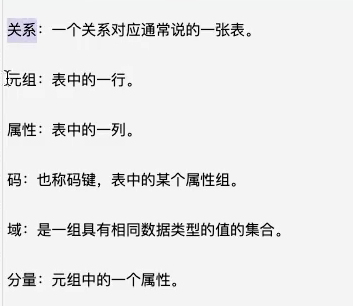 关系：一个关系对应通常说的一张表。
元组：表中的一行。
属性：表中的一列。
码：也称码键，表中的某个属性组。
域：是一组具有相同数据类型的值的集合。
分量：元组中的一个属性。